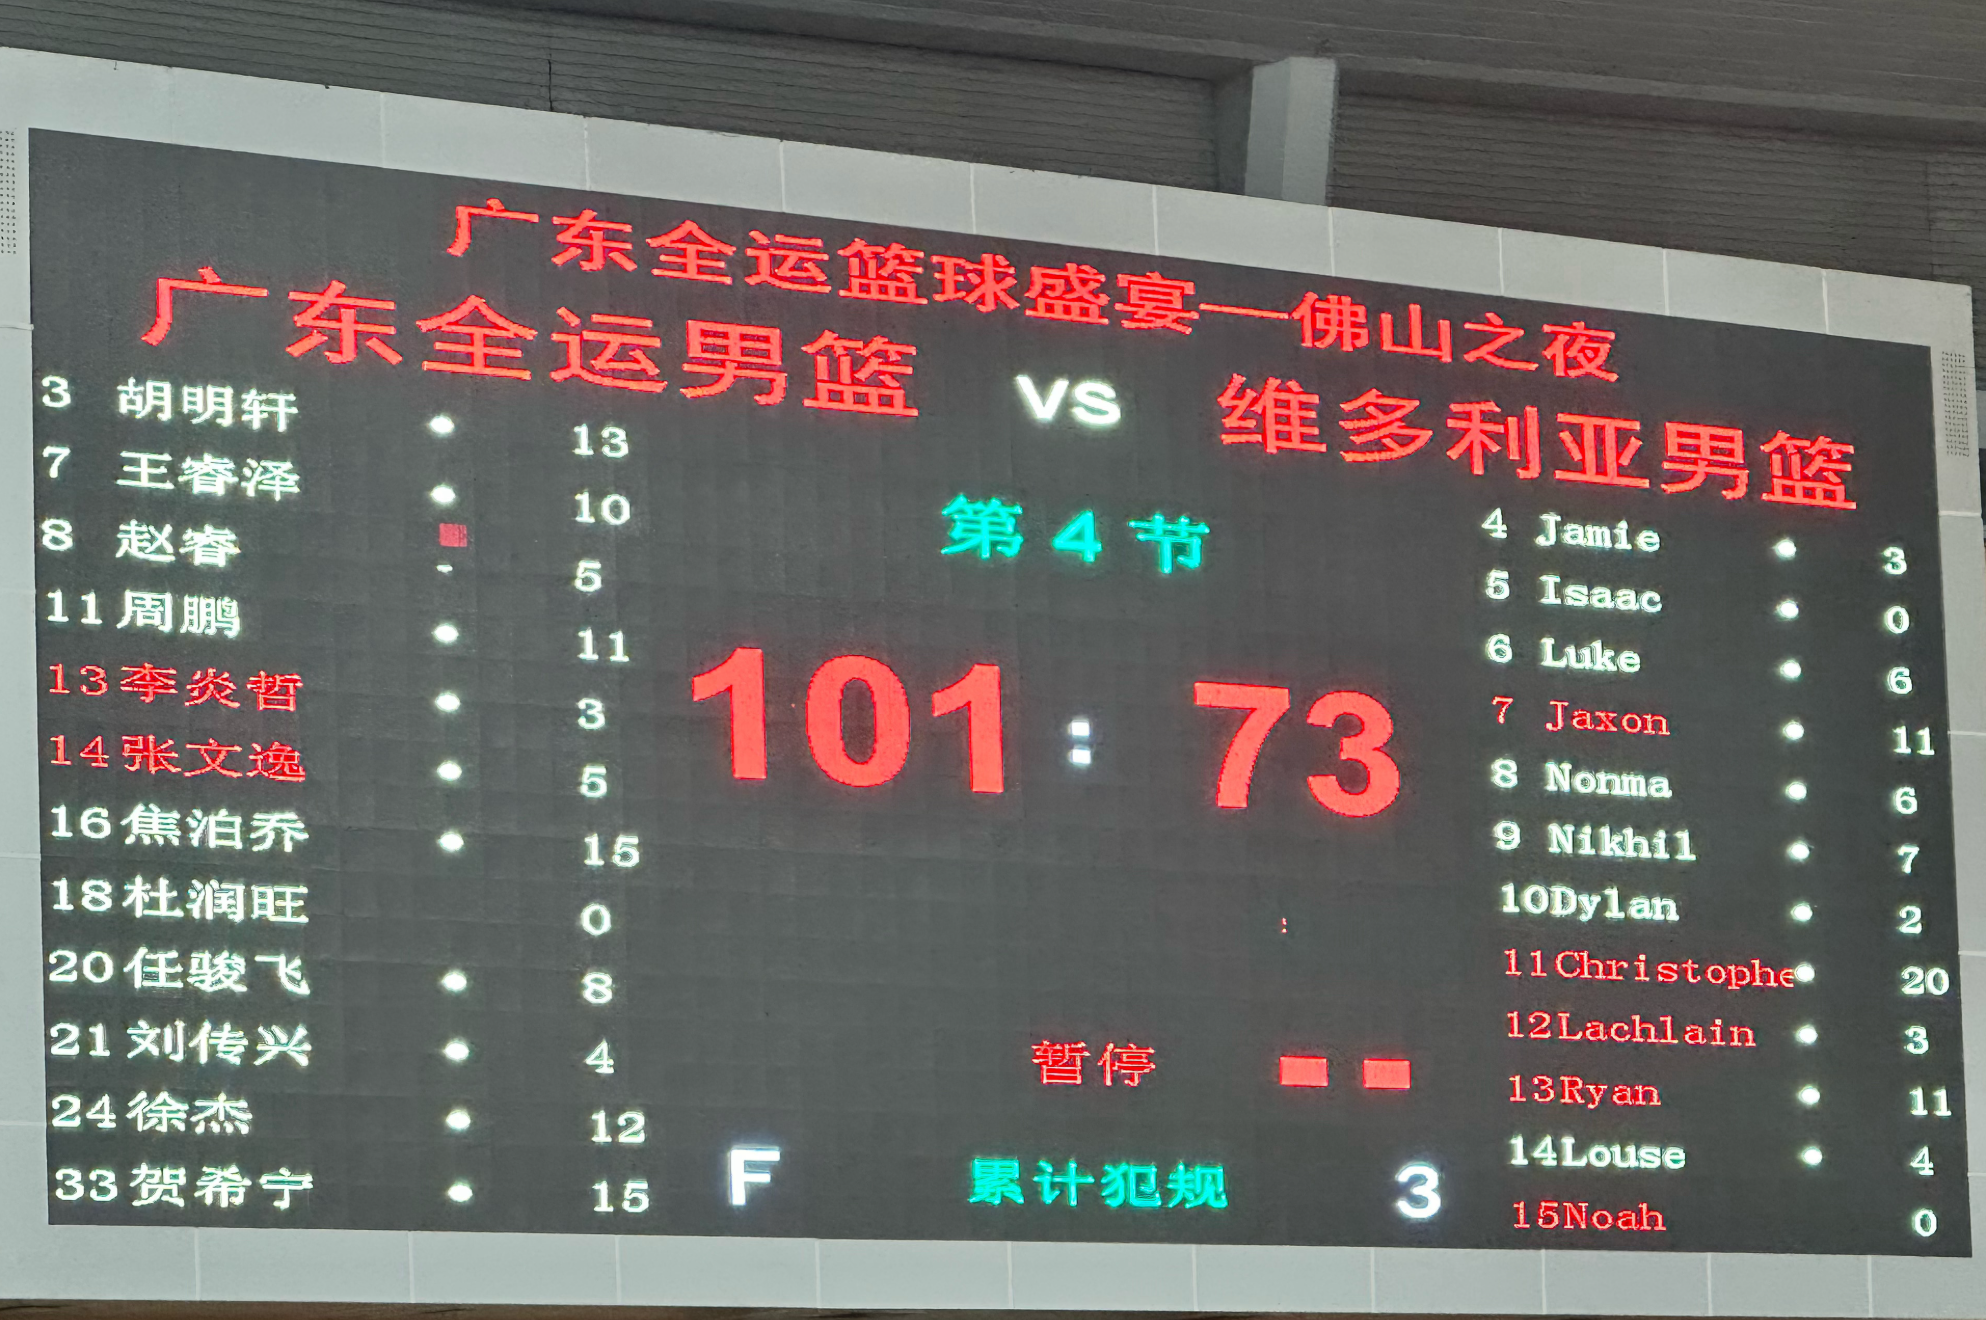 广东全运篮球盛宴一佛山之夜
广东全运男篮 VS 维多利亚男篮
3 胡明轩 13
7 王睿泽 10
8 赵睿 5
11 周鹏 11
13 李炎哲 3
14 张文逸 5
16 焦泊乔 15
18 杜润旺 0
20 任骏飞 8
21 刘传兴 4
24 徐杰 12
33 贺希宁 15
第4节
101:73
:
暂停
F 累计犯规 3
4 Jamie 3
5 Isaac 0
6 Luke 6
7 Jaxon 11
8 Nonma 6
9 Nikhil 7
10Dylan 2
11Christophe 20
12Lachlain 3
13Ryan 11
14Louse 4
15Noah 0